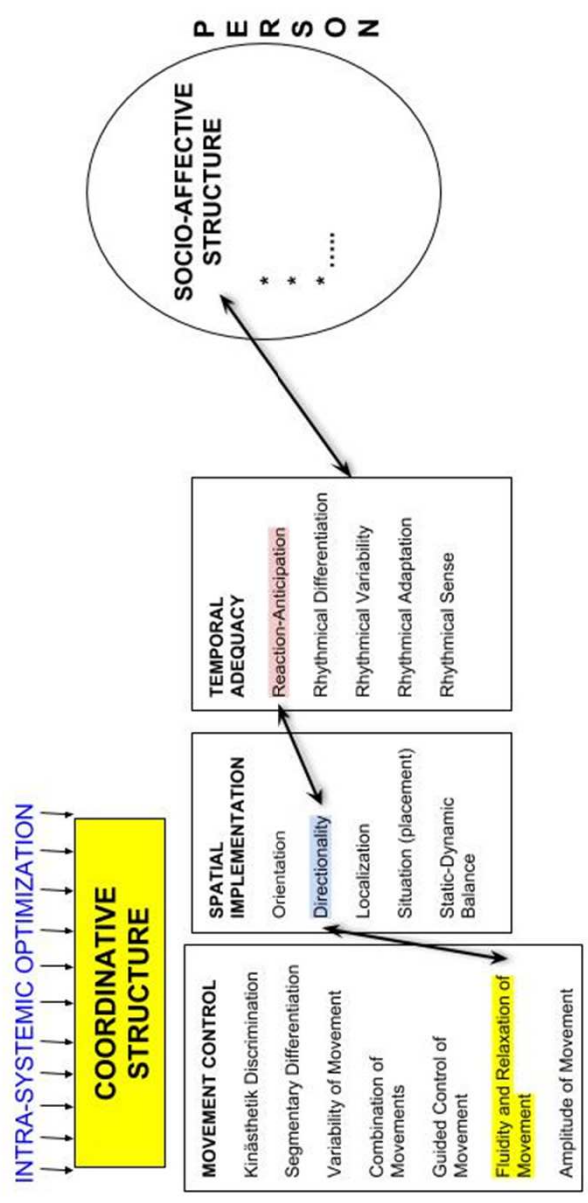 INTRA-SYSTEMIC OPTIMIZATION
COORDINATIVE
STRUCTURE
MOVEMENT CONTROL
Kinästhetik Discrimination
Segmentary Differentiation
Variability of Movement
Combination of
Movements
Guided Control of
Movement
Fluidity and Relaxation of
Movement
Amplitude of Movement
SPATIAL
IMPLEMENTATION
Orientation
Directionality
Localization
Situation (placement)
Static-Dynamic
Balance
TEMPORAL
ADEQUACY
Reaction-Anticipation
Rhythmical Differentiation
Rhythmical Variability
Rhythmical Adaptation
Rhythmical Sense
SOCIO-AFFECTIVE
STRUCTURE
*
*
* .....
PERSON